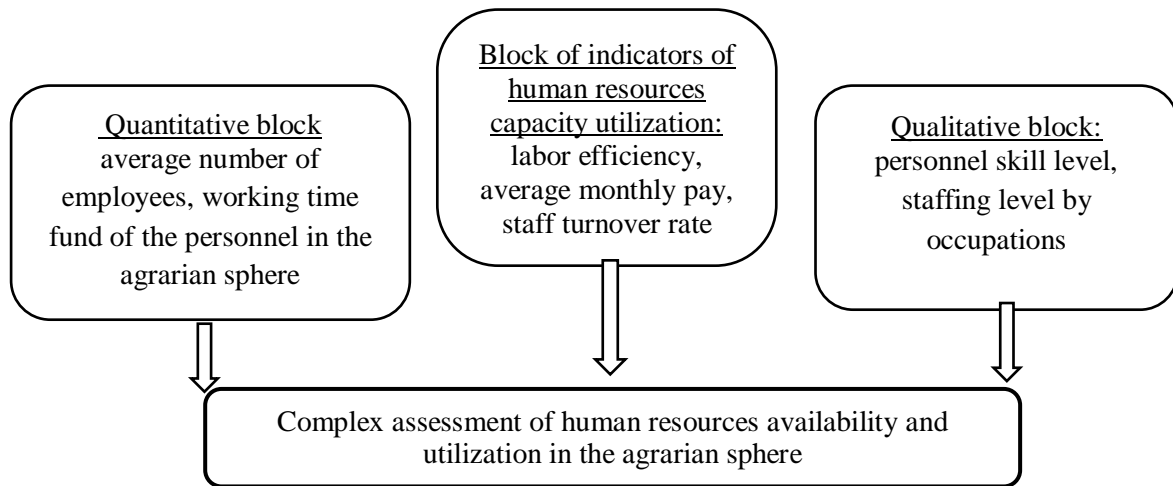 Quantitative block
average number of
employees, working time
fund of the personnel in the
agrarian sphere
Block of indicators of
human resources
capacity utilization:
labor efficiency,
average monthly pay,
staff turnover rate
Qualitative block:
personnel skill level,
staffing level by
occupations
Complex assessment of human resources availability and
utilization in the agrarian sphere